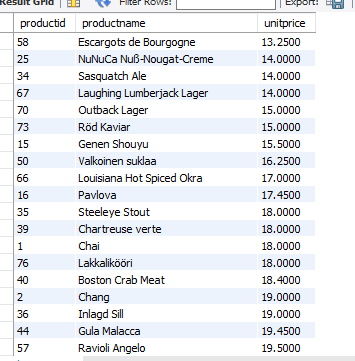 Result Grid Filter Rows: Export:
productid productname unitprice
58 Escargots de Bourgogne 13.2500
25 NuNuCa Nuß-Nougat-Creme 14.0000
34 Sasquatch Ale 14.0000
67 Laughing Lumberjack Lager 14.0000
70 Outback Lager 15.0000
73 Röd Kaviar 15.0000
15 Genen Shouyu 15.5000
50 Valkoinen suklaa 16.2500
66 Louisiana Hot Spiced Okra 17.0000
16 Pavlova 17.4500
35 Steeleye Stout 18.0000
39 Chartreuse verte 18.0000
1 Chai 18.0000
76 Lakkalikööri 18.0000
40 Boston Crab Meat 18.4000
2 Chang 19.0000
36 Inlagd Sill 19.0000
44 Gula Malacca 19.4500
57 Ravioli Angelo 19.5000